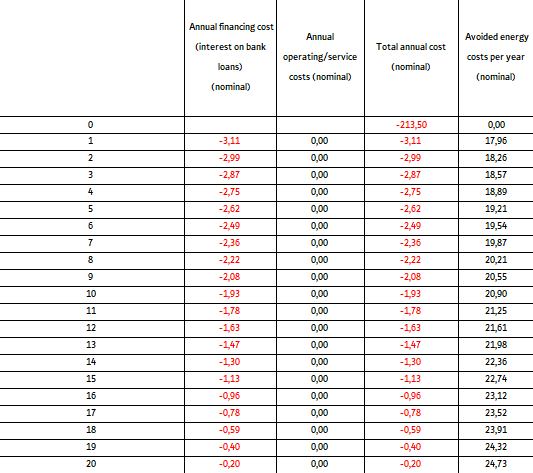 Annual financing cost (interest on bank loans) (nominal) Annual operating/service costs (nominal) Total annual cost (nominal) Avoided energy costs per year (nominal)
0 -213,50 0,00
1 -3,11 0,00 -3,11 17,96
2 -2,99 0,00 -2,99 18,26
3 -2,87 0,00 -2,87 18,57
4 -2,75 0,00 -2,75 18,89
5 -2,62 0,00 -2,62 19,21
6 -2,49 0,00 -2,49 19,54
7 -2,36 0,00 -2,36 19,87
8 -2,22 0,00 -2,22 20,21
9 -2,08 0,00 -2,08 20,55
10 -1,93 0,00 -1,93 20,90
11 -1,78 0,00 -1,78 21,25
12 -1,63 0,00 -1,63 21,61
13 -1,47 0,00 -1,47 21,98
14 -1,30 0,00 -1,30 22,36
15 -1,13 0,00 -1,13 22,74
16 -0,96 0,00 -0,96 23,12
17 -0,78 0,00 -0,78 23,52
18 -0,59 0,00 -0,59 23,91
19 -0,40 0,00 -0,40 24,32
20 -0,20 0,00 -0,20 24,73